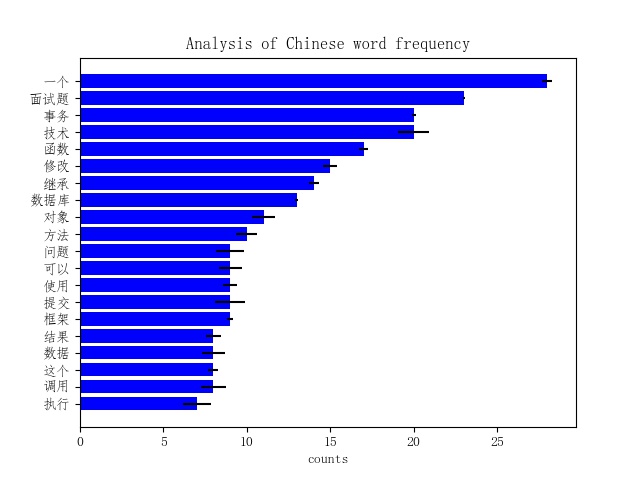 Analysis of Chinese word frequency
一个
面试题
事务
技术
函数
修改
继承
数据库
对象
方法
问题
可以
使用
提交
框架
结果
数据
这个
调用
执行
0 5 10 15 20 25
counts